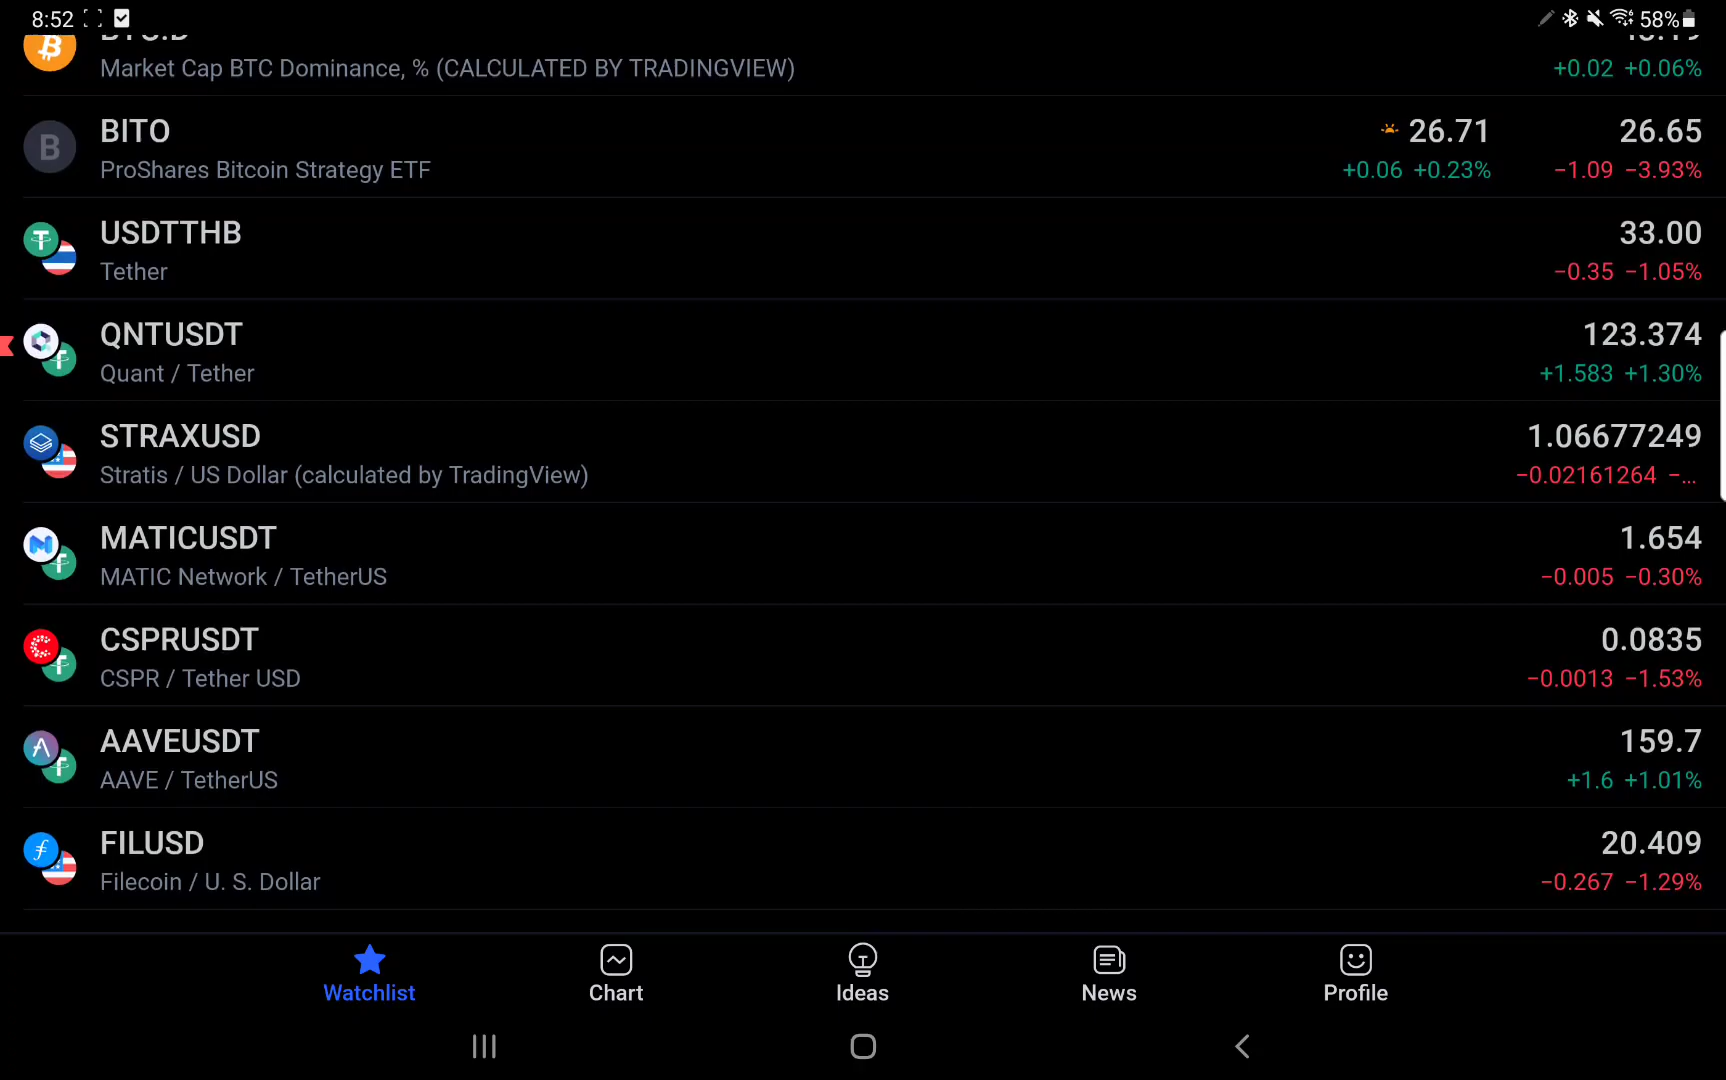 8:52 58%
Market Cap BTC Dominance, % (CALCULATED BY TRADINGVIEW) +0.02 +0.06%
B BITO 26.71 26.65
ProShares Bitcoin Strategy ETF +0.06 +0.23% −1.09 −3.93%
USDTTHB 33.00
Tether −0.35 −1.05%
QNTUSDT 123.374
Quant / Tether +1.583 +1.30%
STRAXUSD 1.06677249
Stratis / US Dollar (calculated by TradingView) −0.02161264 −...
MATICUSDT 1.654
MATIC Network / TetherUS −0.005 −0.30%
CSPRUSDT 0.0835
CSPR / Tether USD −0.0013 −1.53%
AAVEUSDT 159.7
AAVE / TetherUS +1.6 +1.01%
FILUSD 20.409
Filecoin / U. S. Dollar −0.267 −1.29%
Watchlist Chart Ideas News Profile